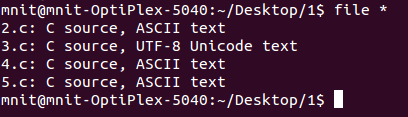 mnit@mnit-OptiPlex-5040:~/Desktop/1$ file *
2.c: C source, ASCII text
3.c: C source, UTF-8 Unicode text
4.c: C source, ASCII text
5.c: C source, ASCII text
mnit@mnit-OptiPlex-5040:~/Desktop/1$